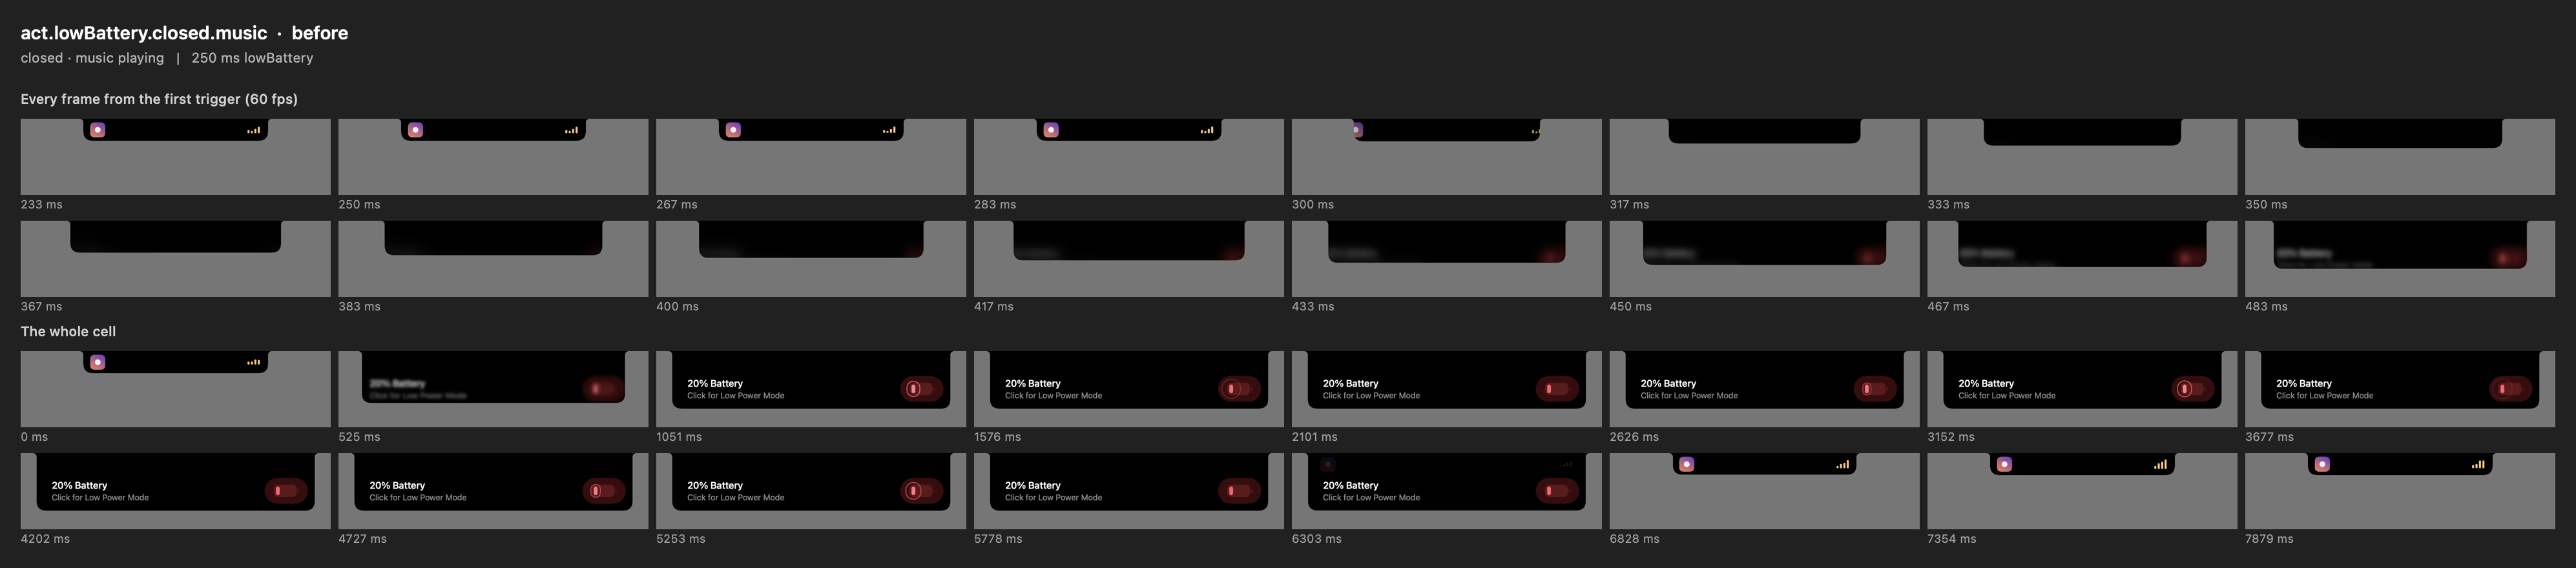 act.lowBattery.closed.music · before
closed · music playing | 250 ms lowBattery
Every frame from the first trigger (60 fps)
233 ms 250 ms 267 ms 283 ms 300 ms 317 ms 333 ms 350 ms
367 ms 383 ms 400 ms 417 ms 433 ms 450 ms 467 ms 483 ms
The whole cell
20% Battery 20% Battery 20% Battery 20% Battery 20% Battery 20% Battery 20% Battery
Click for Low Power Mode Click for Low Power Mode Click for Low Power Mode Click for Low Power Mode Click for Low Power Mode Click for Low Power Mode Click for Low Power Mode
0 ms 525 ms 1051 ms 1576 ms 2101 ms 2626 ms 3152 ms 3677 ms
20% Battery 20% Battery 20% Battery 20% Battery 20% Battery
Click for Low Power Mode Click for Low Power Mode Click for Low Power Mode Click for Low Power Mode Click for Low Power Mode
4202 ms 4727 ms 5253 ms 5778 ms 6303 ms 6828 ms 7354 ms 7879 ms